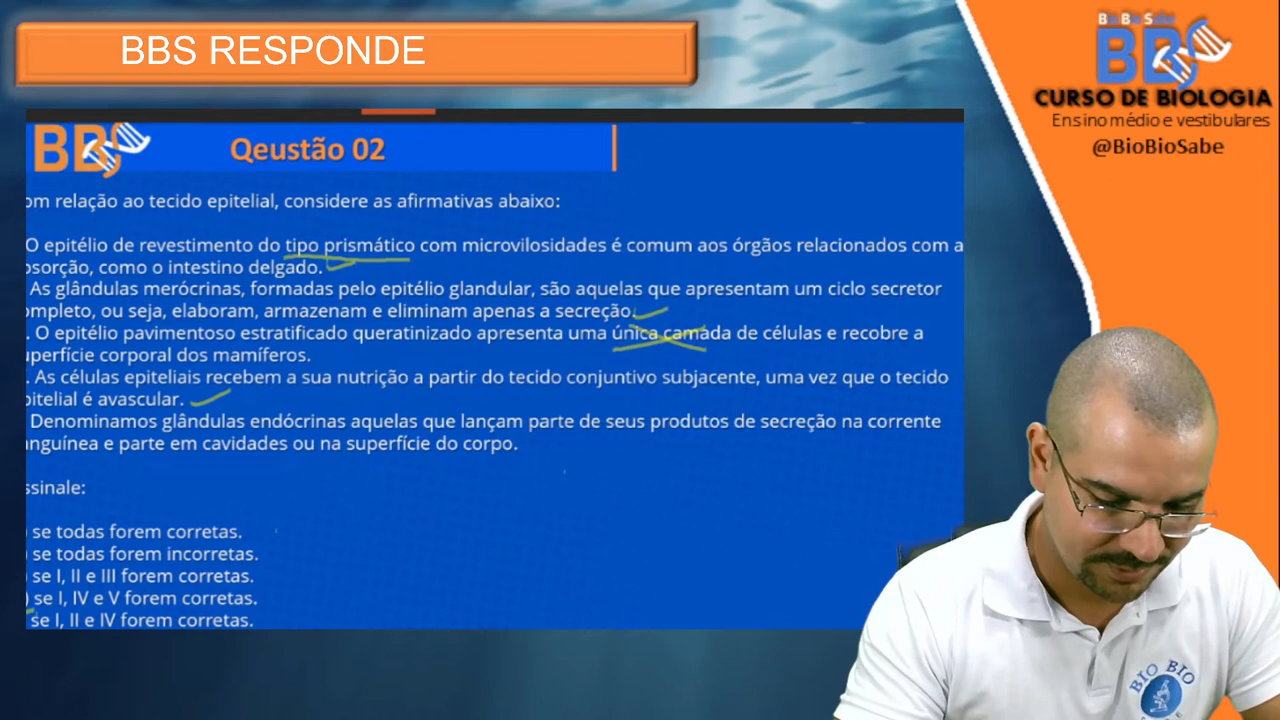 BBS RESPONDE
Bio Bio Sabe
BBS
CURSO DE BIOLOGIA
Ensino médio e vestibulares
@BioBioSabe
BBS
Qeustão 02
om relação ao tecido epitelial, considere as afirmativas abaixo:
O epitélio de revestimento do tipo prismático com microvilosidades é comum aos órgãos relacionados com a
bsorção, como o intestino delgado.
As glândulas merócrinas, formadas pelo epitélio glandular, são aquelas que apresentam um ciclo secretor
ompleto, ou seja, elaboram, armazenam e eliminam apenas a secreção.
. O epitélio pavimentoso estratificado queratinizado apresenta uma única camada de células e recobre a
uperfície corporal dos mamíferos.
. As células epiteliais recebem a sua nutrição a partir do tecido conjuntivo subjacente, uma vez que o tecido
pitelial é avascular.
Denominamos glândulas endócrinas aquelas que lançam parte de seus produtos de secreção na corrente
anguínea e parte em cavidades ou na superfície do corpo.
ssinale:
) se todas forem corretas.
) se todas forem incorretas.
) se I, II e III forem corretas.
) se I, IV e V forem corretas.
se I, II e IV forem corretas.
BIO BIO